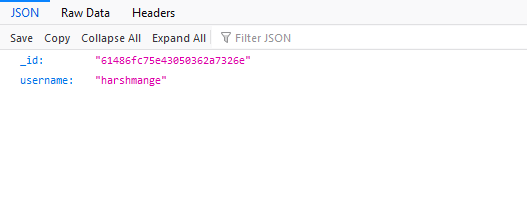 JSON Raw Data Headers
Save Copy Collapse All Expand All Filter JSON
_id: "61486fc75e43050362a7326e"
username: "harshmange"